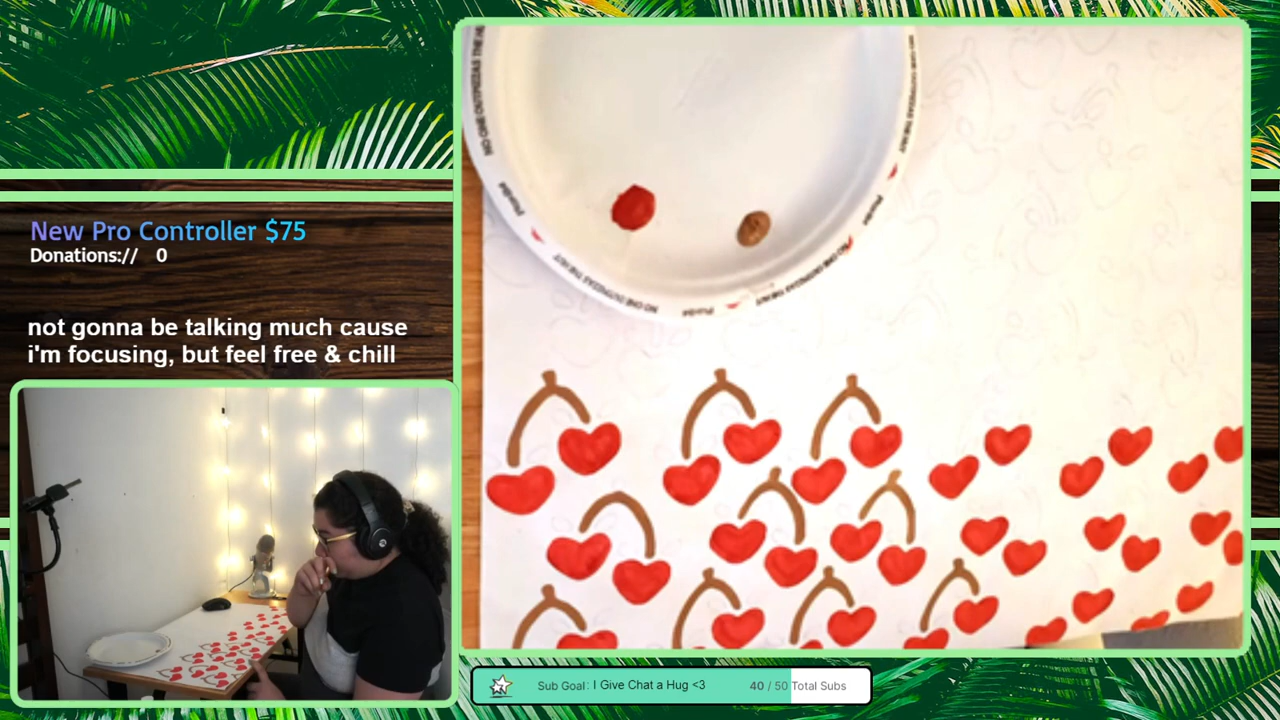 New Pro Controller $75
Donations:// 0
not gonna be talking much cause
i'm focusing, but feel free & chill
Sub Goal: I Give Chat a Hug <3 40 / 50 Total Subs